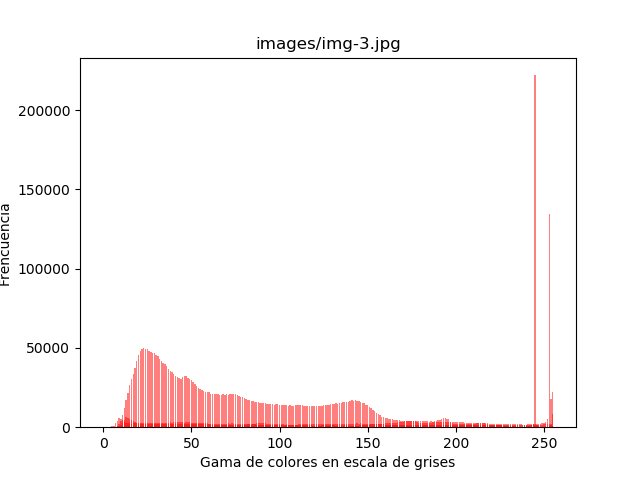 images/img-3.jpg
200000
150000
100000
50000
0
Frencuencia
0 50 100 150 200 250
Gama de colores en escala de grises